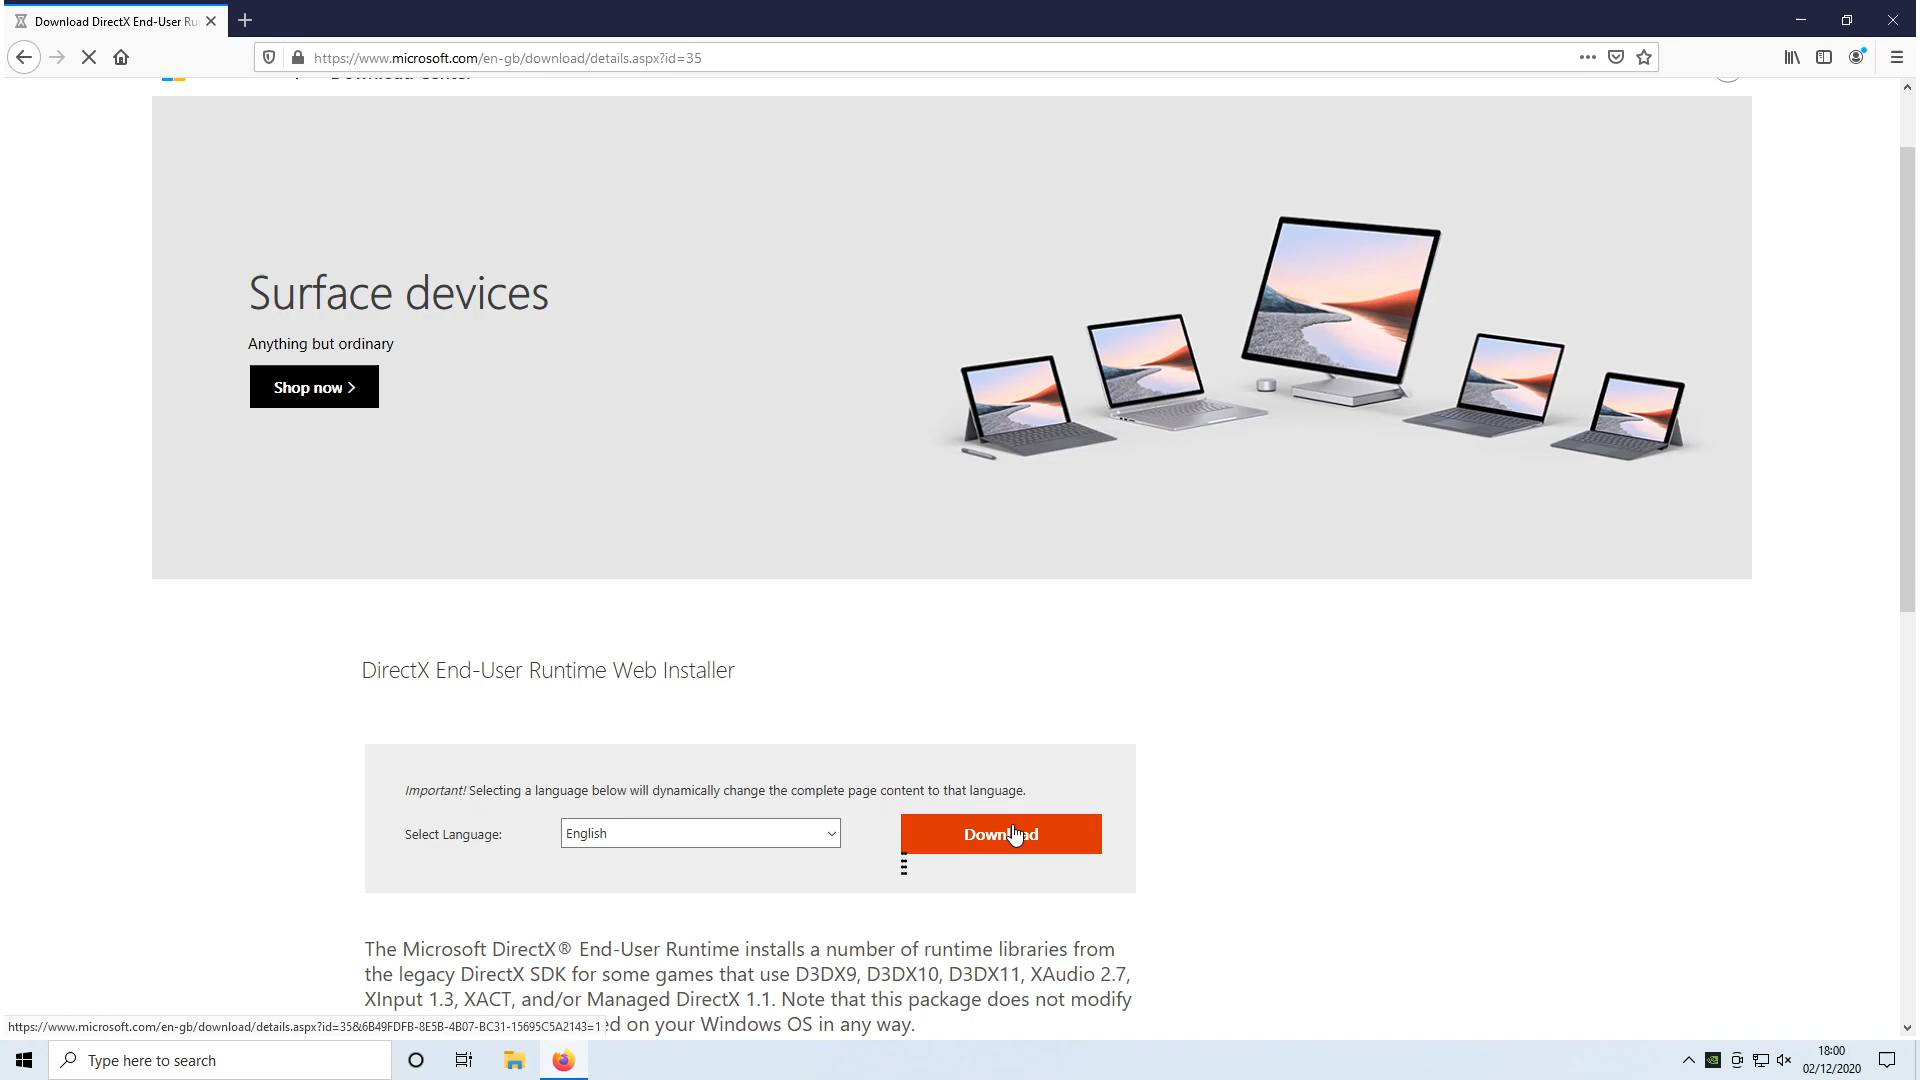 Download DirectX End-User Ru
https://www.microsoft.com/en-gb/download/details.aspx?id=35
Download Center
Surface devices
Anything but ordinary
Shop now >
DirectX End-User Runtime Web Installer
Important! Selecting a language below will dynamically change the complete page content to that language.
Select Language:
English
Download
The Microsoft DirectX® End-User Runtime installs a number of runtime libraries from
the legacy DirectX SDK for some games that use D3DX9, D3DX10, D3DX11, XAudio 2.7,
XInput 1.3, XACT, and/or Managed DirectX 1.1. Note that this package does not modify
d on your Windows OS in any way.
https://www.microsoft.com/en-gb/download/details.aspx?id=35&6B49FDFB-8E5B-4B07-BC31-15695C5A2143=1
Type here to search
18:00
02/12/2020